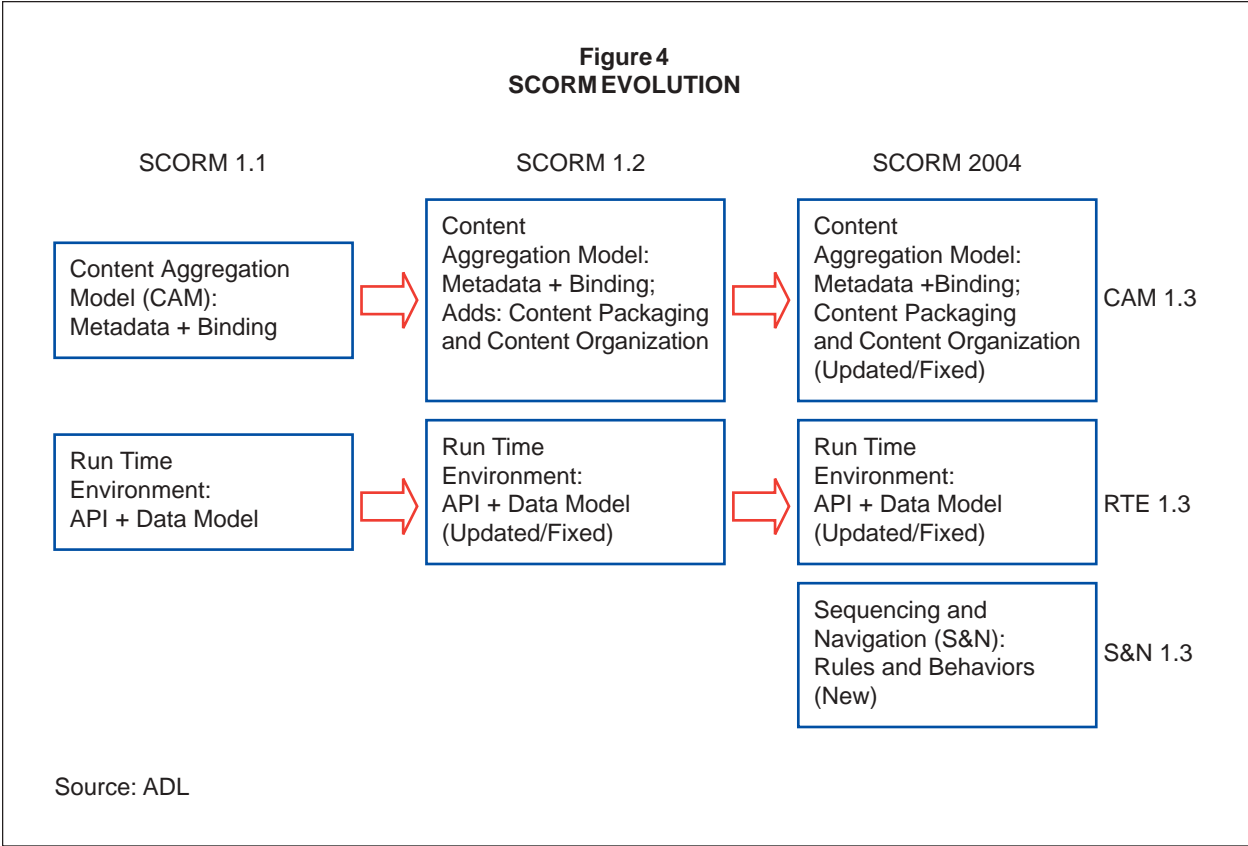 Figure 4
SCORM EVOLUTION
SCORM 1.1
SCORM 1.2
SCORM 2004
Content Aggregation
Model (CAM):
Metadata + Binding
Content
Aggregation Model:
Metadata + Binding;
Adds: Content Packaging
and Content Organization
Content
Aggregation Model:
Metadata +Binding;
Content Packaging
and Content Organization
(Updated/Fixed)
CAM 1.3
Run Time
Environment:
API + Data Model
Run Time
Environment:
API + Data Model
(Updated/Fixed)
Run Time
Environment:
API + Data Model
(Updated/Fixed)
RTE 1.3
Sequencing and
Navigation (S&N):
Rules and Behaviors
(New)
S&N 1.3
Source: ADL